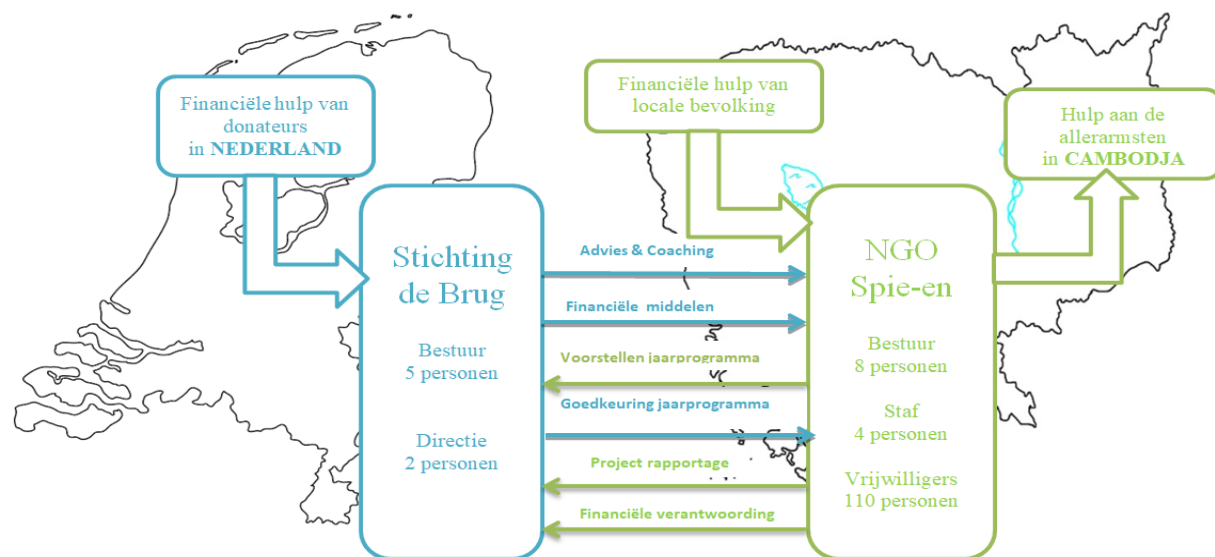 Financiële hulp van
donateurs
in NEDERLAND
Financiële hulp van
locale bevolking
Hulp aan de
allerarmsten
in CAMBODJA
Stichting
de Brug
Bestuur
5 personen
Directie
2 personen
Advies & Coaching
Financiële middelen
Voorstellen jaarprogramma
Goedkeuring jaarprogramma
Project rapportage
Financiële verantwoording
NGO
Spie-en
Bestuur
8 personen
Staf
4 personen
Vrijwilligers
110 personen